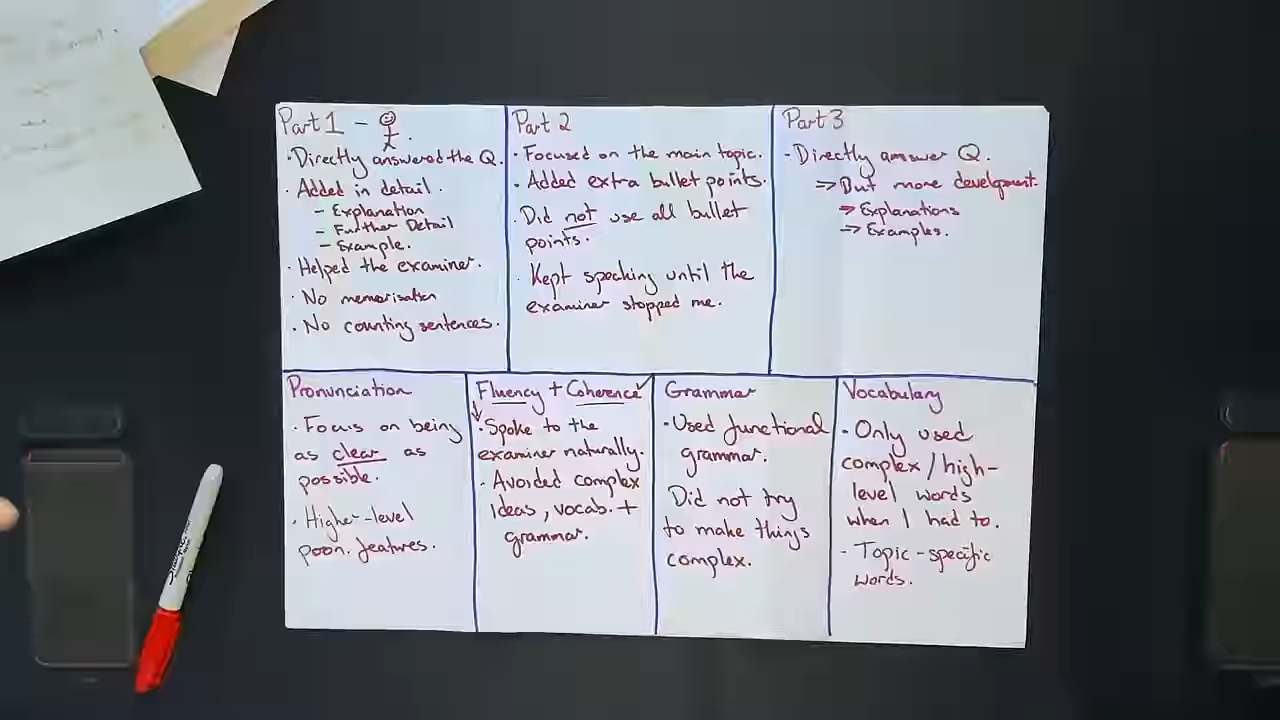 Part 1 -
· Directly answered the Q.
· Added in detail.
- Explanation
- Further Detail
- Example.
· Helped the examiner.
· No memorisation
· No counting sentences.
Part 2
· Focused on the main topic.
· Added extra bullet points.
· Did not use all bullet
points.
· Kept speaking until the
examiner stopped me.
Part 3
- Directly answer Q.
⇒ But more development.
⇒ Explanations
→ Examples.
Pronunciation
· Focus on being
as clear as
possible.
· Higher-level
pron. features.
Fluency + Coherence
· Spoke to the
examiner naturally.
· Avoided complex
ideas, vocab. +
grammar.
Grammar
· Used functional
grammar.
Did not try
to make things
complex.
Vocabulary
· Only used
complex/high-
level words
when I had to.
- Topic-specific
words.
Sharpie